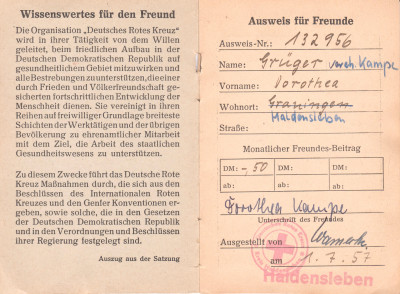 Wissenswertes für den Freund
Die Organisation „Deutsches Rotes Kreuz“
wird in ihrer Tätigkeit von dem Willen
geleitet, beim friedlichen Aufbau in der
Deutschen Demokratischen Republik auf
gesundheitlichem Gebiet mitzuwirken und
alle Bestrebungen zu unterstützen, die einer
durch Frieden und Völkerfreundschaft ge-
sicherten fortschrittlichen Entwicklung der
Menschheit dienen. Sie vereinigt in ihren
Reihen auf freiwilliger Grundlage breiteste
Schichten der Werktätigen und der übrigen
Bevölkerung zu ehrenamtlicher Mitarbeit
mit dem Ziel, die Arbeit des staatlichen
Gesundheitswesens zu unterstützen.
Zu diesem Zwecke führt das Deutsche Rote
Kreuz Maßnahmen durch, die sich aus den
Beschlüssen des Internationalen Roten
Kreuzes und den Genfer Konventionen er-
geben, sowie solche, die in den Gesetzen
der Deutschen Demokratischen Republik
und in den Verordnungen und Beschlüssen
ihrer Regierung festgelegt sind.
Auszug aus der Satzung
Ausweis für Freunde
Ausweis-Nr.: 132956
Name: Grüger verh. Kampe
Vorname: Dorothea
Wohnort:
Haldensleben
Straße:
Monatlicher Freundes-Beitrag
DM: -50 DM: DM: DM:
ab: ab: ab: ab:
Dorothea Kampe
Unterschrift des Freundes
Ausgestellt von
am 1. 7. 57
Haldensleben